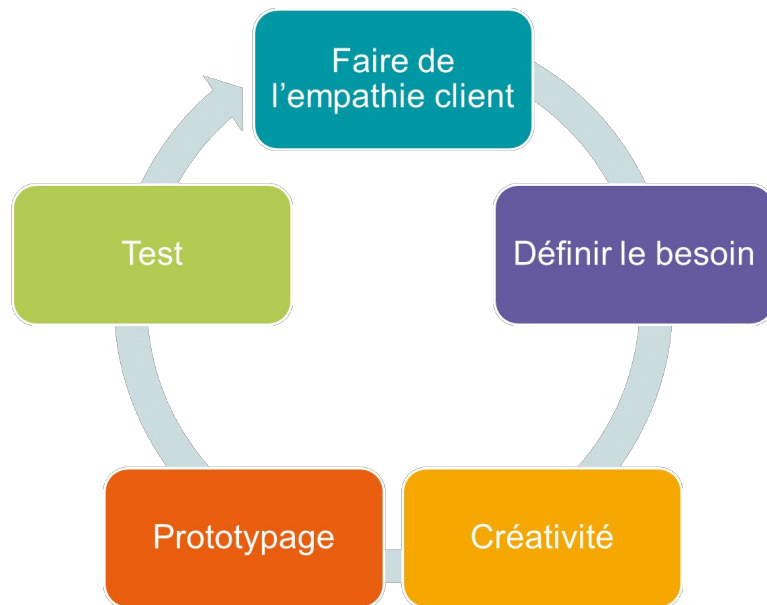 Faire de
l’empathie client
Définir le besoin
Créativité
Prototypage
Test